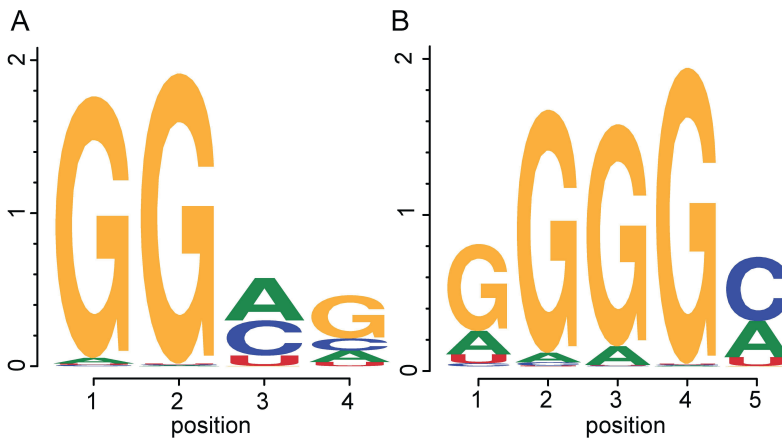 A B
2 2
1 1
0 0
G G A G G G G G C
A C C A A A A
U A U U
1 2 3 4 1 2 3 4 5
position position